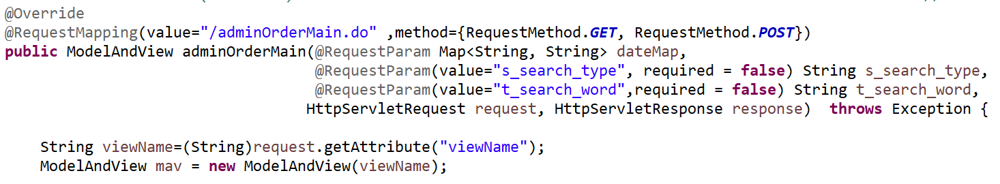 @Override
@RequestMapping(value="/adminOrderMain.do" ,method={RequestMethod.GET, RequestMethod.POST})
public ModelAndView adminOrderMain(@RequestParam Map<String, String> dateMap,
@RequestParam(value="s_search_type", required = false) String s_search_type,
@RequestParam(value="t_search_word",required = false) String t_search_word,
HttpServletRequest request, HttpServletResponse response)  throws Exception {
String viewName=(String)request.getAttribute("viewName");
ModelAndView mav = new ModelAndView(viewName);